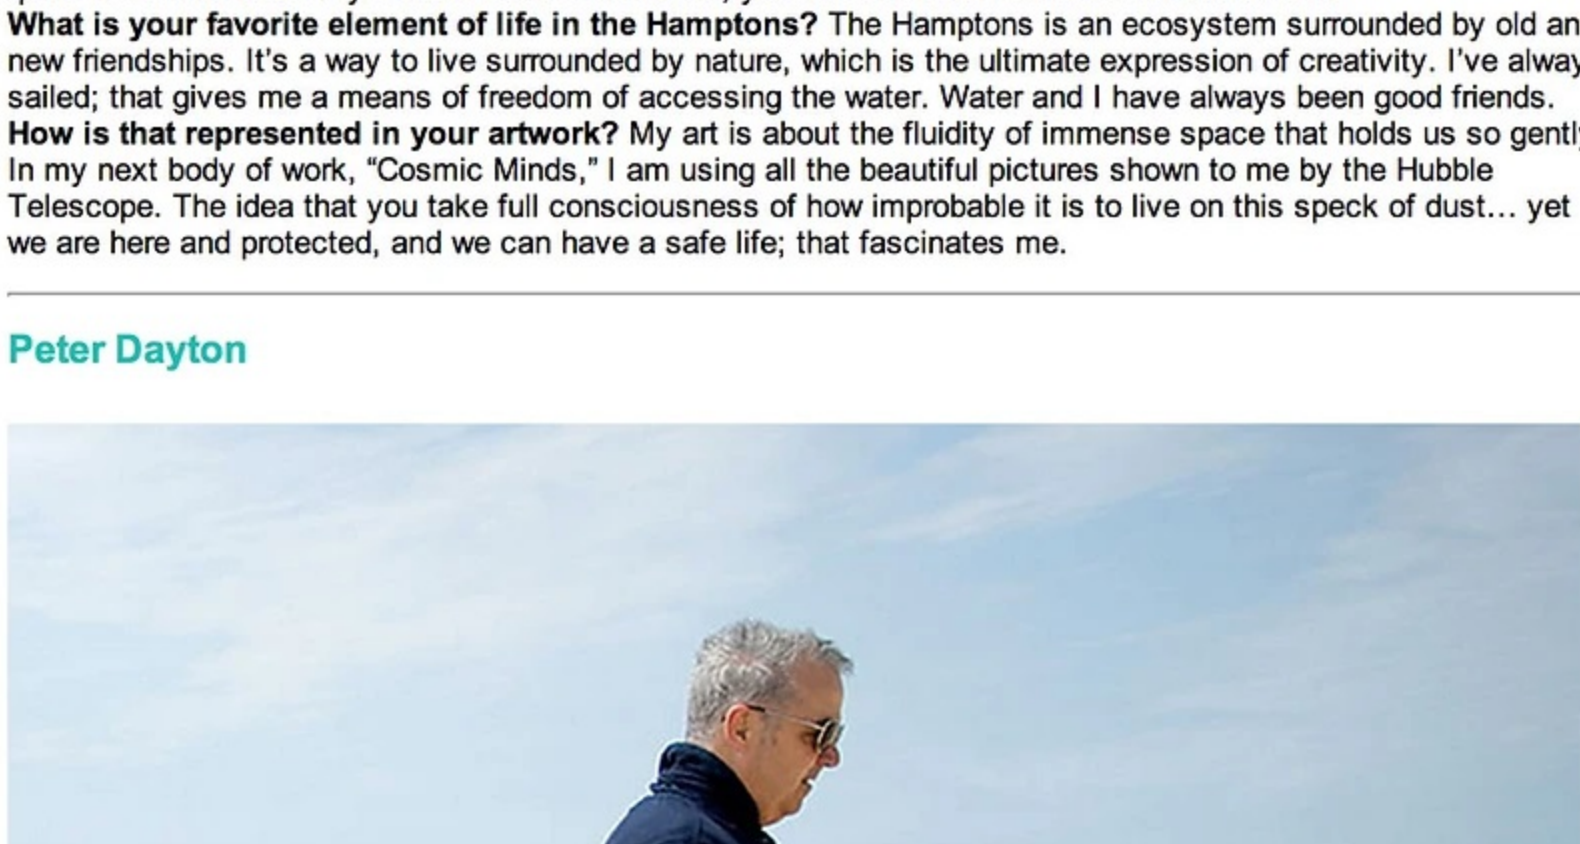 What is your favorite element of life in the Hamptons? The Hamptons is an ecosystem surrounded by old an
new friendships. It’s a way to live surrounded by nature, which is the ultimate expression of creativity. I’ve alway
sailed; that gives me a means of freedom of accessing the water. Water and I have always been good friends.
How is that represented in your artwork? My art is about the fluidity of immense space that holds us so gently
In my next body of work, “Cosmic Minds,” I am using all the beautiful pictures shown to me by the Hubble
Telescope. The idea that you take full consciousness of how improbable it is to live on this speck of dust... yet
we are here and protected, and we can have a safe life; that fascinates me.
Peter Dayton